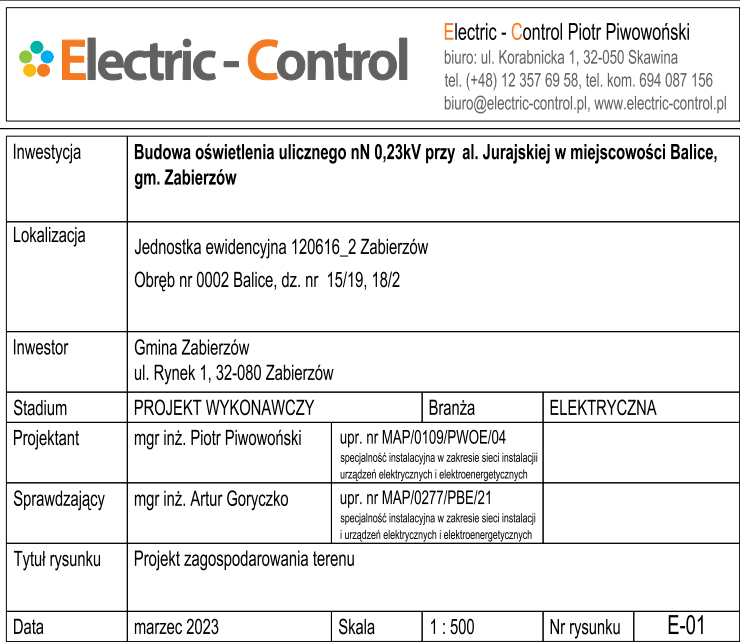 Electric - Control
Electric - Control Piotr Piwowoński
biuro: ul. Korabnicka 1, 32-050 Skawina
tel. (+48) 12 357 69 58, tel. kom. 694 087 156
biuro@electric-control.pl, www.electric-control.pl
Inwestycja
Budowa oświetlenia ulicznego nN 0,23kV przy al. Jurajskiej w miejscowości Balice,
gm. Zabierzów
Lokalizacja
Jednostka ewidencyjna 120616_2 Zabierzów
Obręb nr 0002 Balice, dz. nr 15/19, 18/2
Inwestor
Gmina Zabierzów
ul. Rynek 1, 32-080 Zabierzów
Stadium PROJEKT WYKONAWCZY Branża ELEKTRYCZNA
Projektant mgr inż. Piotr Piwowoński upr. nr MAP/0109/PWOE/04
specjalność instalacyjna w zakresie sieci instalacjii
urządzeń elektrycznych i elektroenergetycznych
Sprawdzający mgr inż. Artur Goryczko upr. nr MAP/0277/PBE/21
specjalność instalacyjna w zakresie sieci instalacji
i urządzeń elektrycznych i elektroenergetycznych
Tytuł rysunku Projekt zagospodarowania terenu
Data marzec 2023 Skala 1 : 500 Nr rysunku E-01